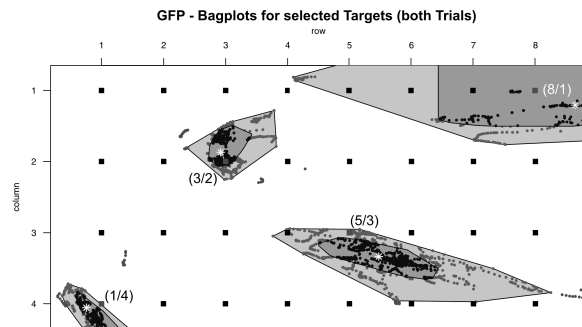 GFP - Bagplots for selected Targets (both Trials)
row
1 2 3 4 5 6 7 8
1
(8/1)
2
(3/2)
column
(5/3)
3
(1/4)
4